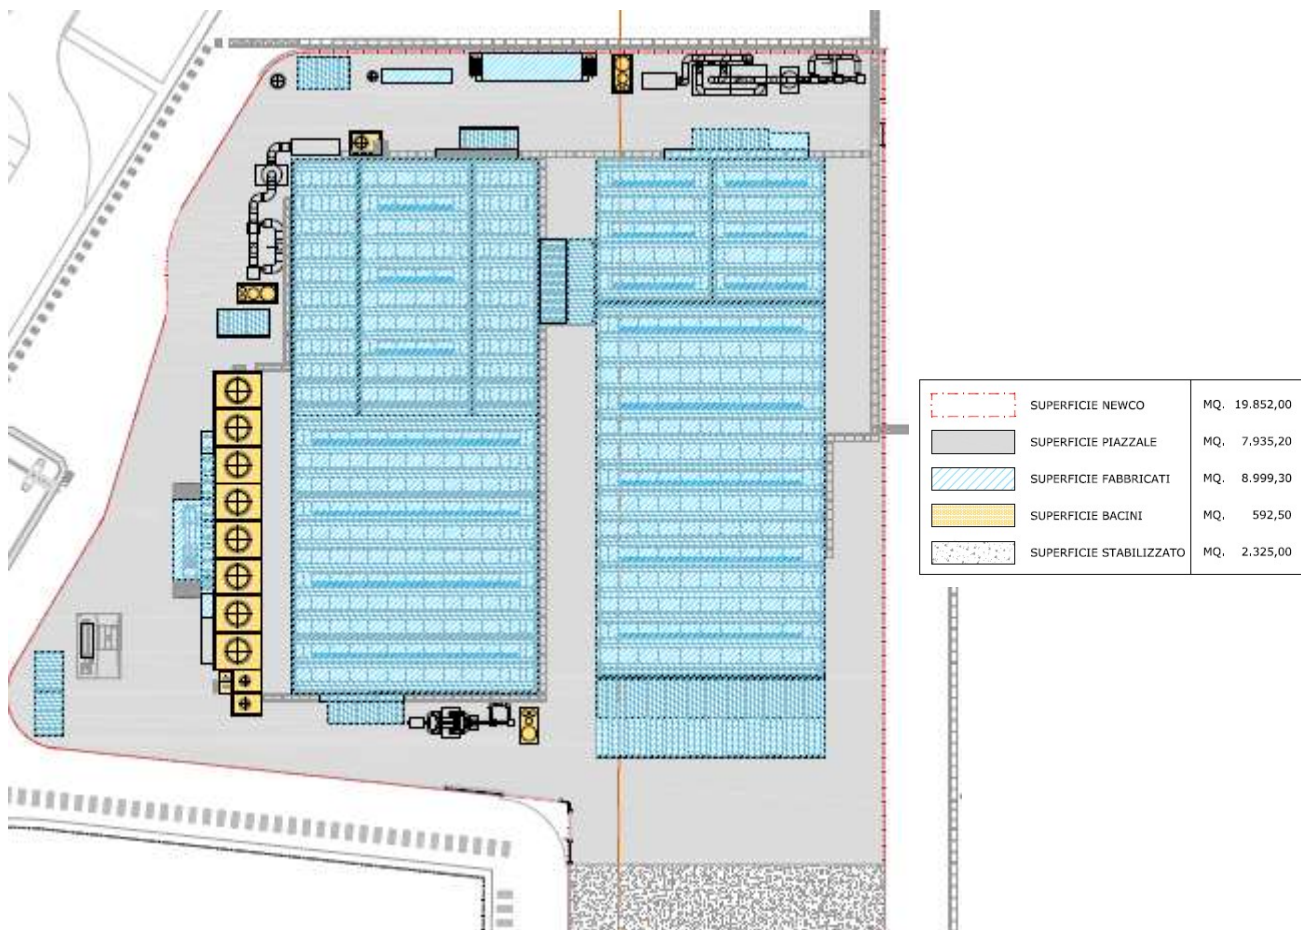 SUPERFICIE NEWCO MQ. 19.852,00
SUPERFICIE PIAZZALE MQ. 7.935,20
SUPERFICIE FABBRICATI MQ. 8.999,30
SUPERFICIE BACINI MQ. 592,50
SUPERFICIE STABILIZZATO MQ. 2.325,00